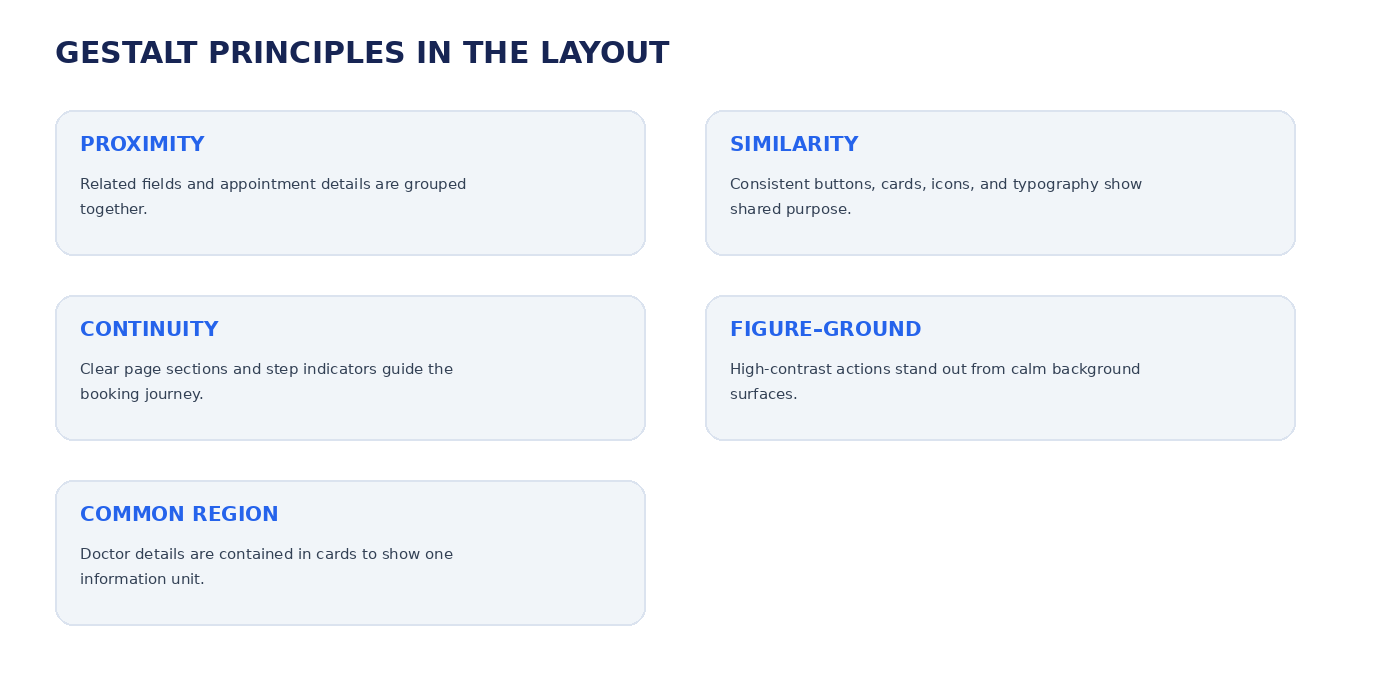 GESTALT PRINCIPLES IN THE LAYOUT
PROXIMITY
Related fields and appointment details are grouped
together.
SIMILARITY
Consistent buttons, cards, icons, and typography show
shared purpose.
CONTINUITY
Clear page sections and step indicators guide the
booking journey.
FIGURE–GROUND
High-contrast actions stand out from calm background
surfaces.
COMMON REGION
Doctor details are contained in cards to show one
information unit.